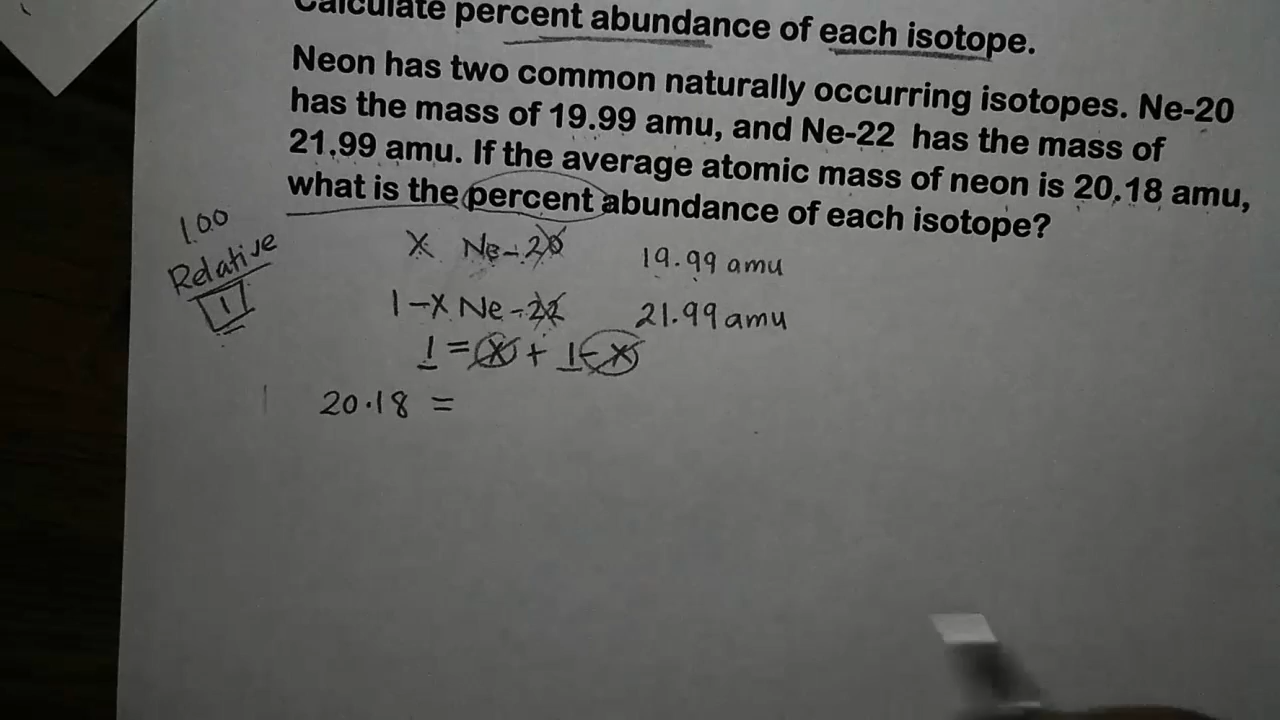 Calculate percent abundance of each isotope.
Neon has two common naturally occurring isotopes. Ne-20
has the mass of 19.99 amu, and Ne-22 has the mass of
21.99 amu. If the average atomic mass of neon is 20.18 amu,
what is the percent abundance of each isotope?
100
Relative
1
X Ne-20 19.99 amu
1-X Ne-22 21.99 amu
1 = X + 1-X
20.18 =